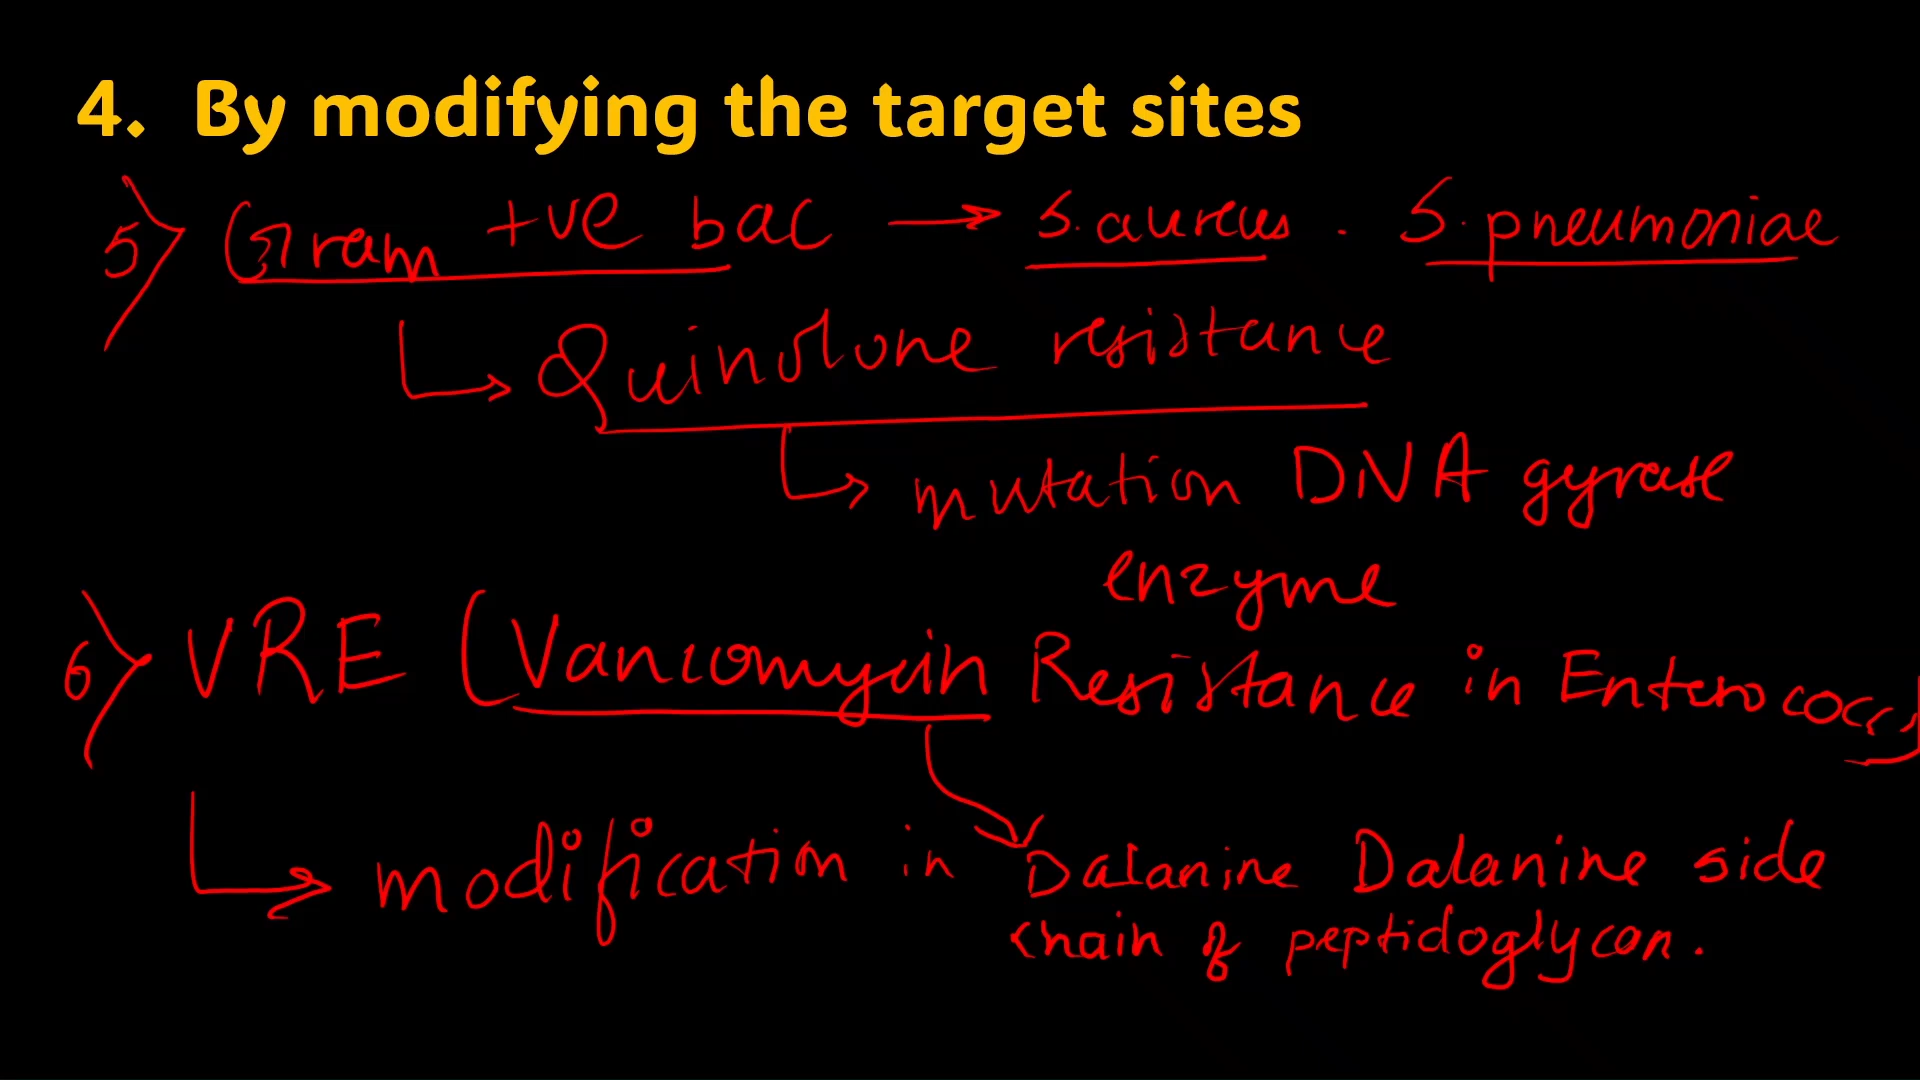 4. By modifying the target sites
5) Gram +ve bac → S. aureus . S. pneumoniae
Quinolone resistance
mutation DNA gyrase
enzyme
6) VRE (Vancomycin Resistance in Enterococci)
modification in Dalanine Dalanine side
chain of peptidoglycan.